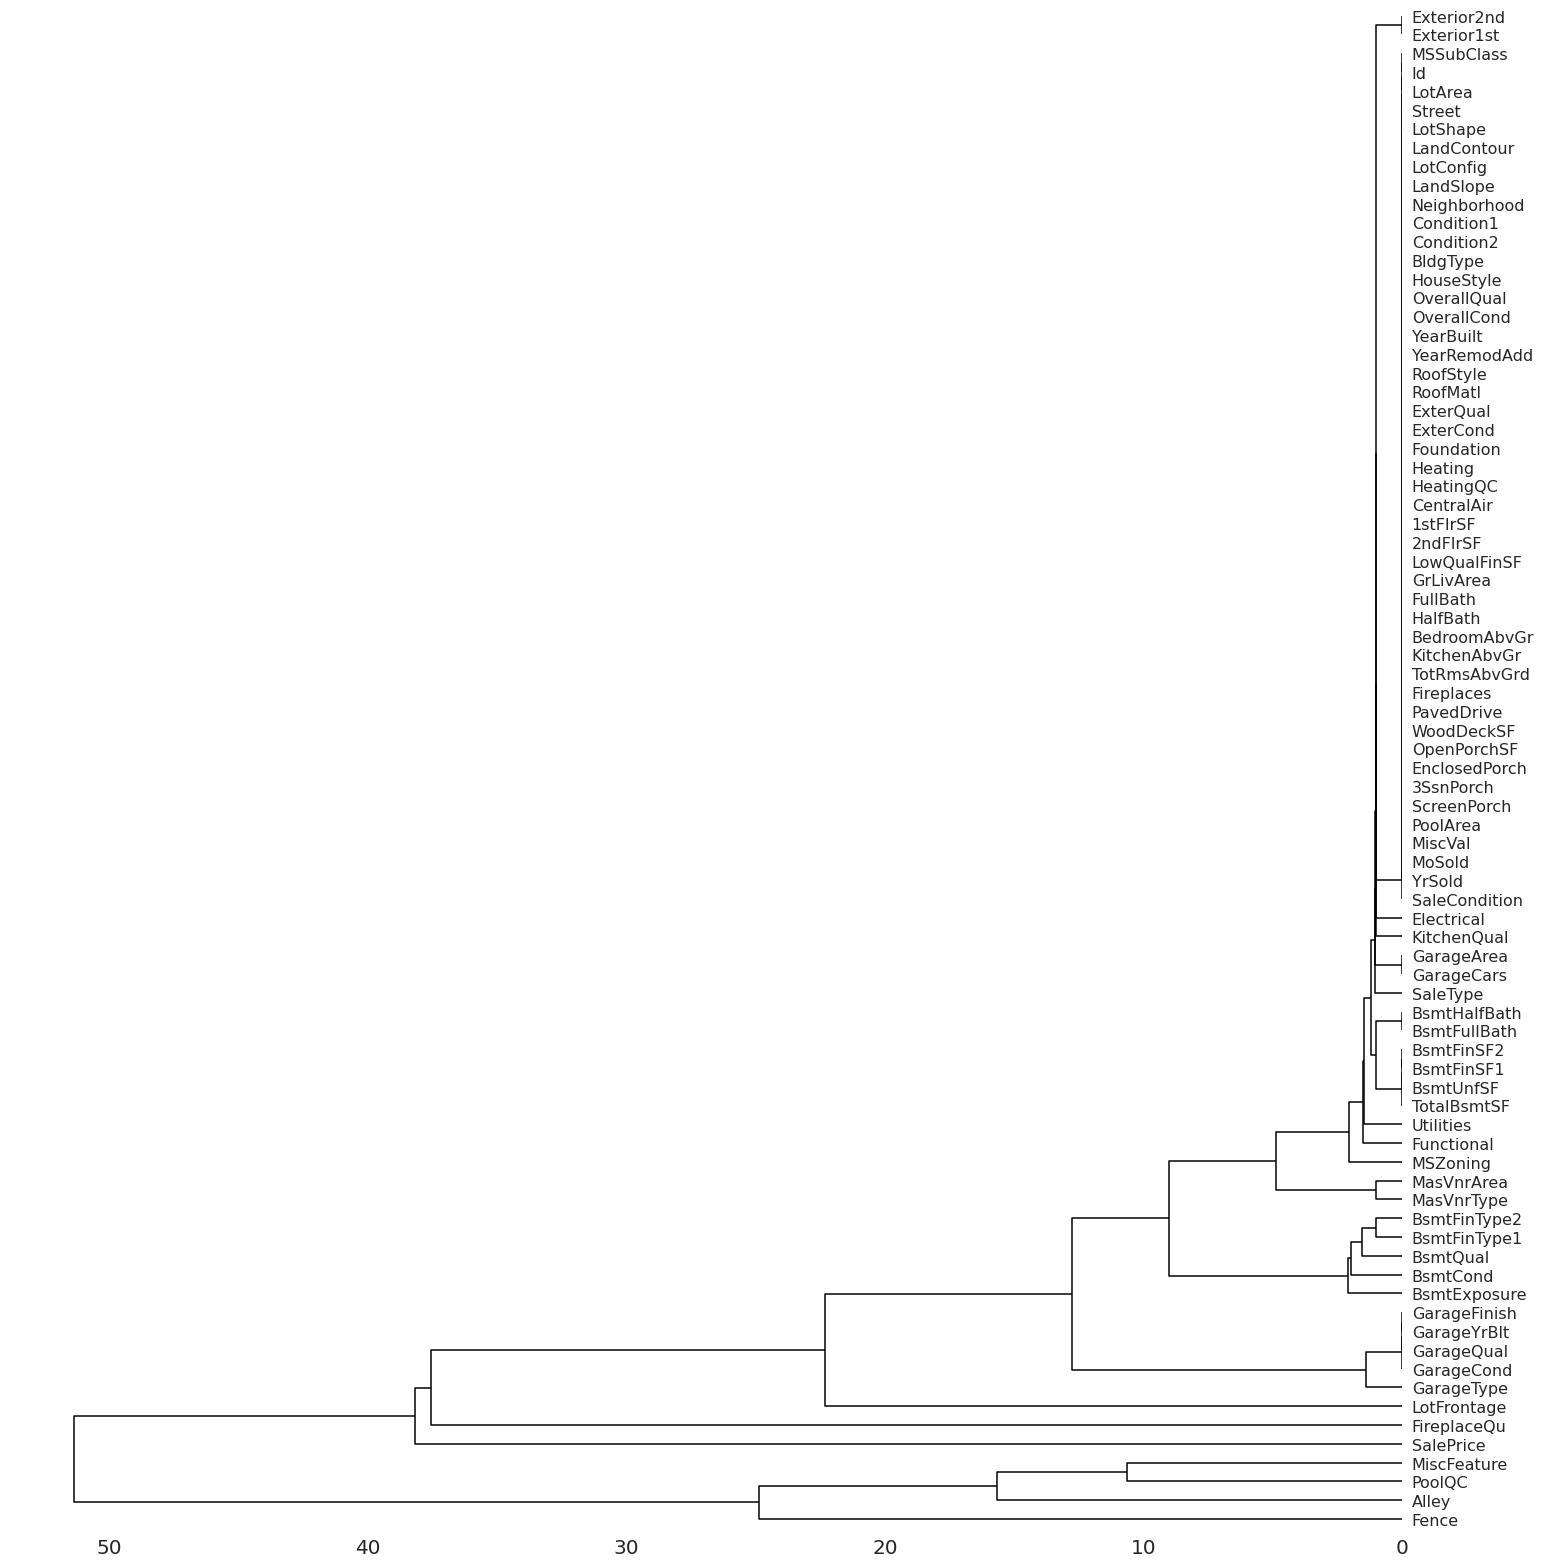 Exterior2nd
Exterior1st
MSSubClass
Id
LotArea
Street
LotShape
LandContour
LotConfig
LandSlope
Neighborhood
Condition1
Condition2
BldgType
HouseStyle
OverallQual
OverallCond
YearBuilt
YearRemodAdd
RoofStyle
RoofMatl
ExterQual
ExterCond
Foundation
Heating
HeatingQC
CentralAir
1stFlrSF
2ndFlrSF
LowQualFinSF
GrLivArea
FullBath
HalfBath
BedroomAbvGr
KitchenAbvGr
TotRmsAbvGrd
Fireplaces
PavedDrive
WoodDeckSF
OpenPorchSF
EnclosedPorch
3SsnPorch
ScreenPorch
PoolArea
MiscVal
MoSold
YrSold
SaleCondition
Electrical
KitchenQual
GarageArea
GarageCars
SaleType
BsmtHalfBath
BsmtFullBath
BsmtFinSF2
BsmtFinSF1
BsmtUnfSF
TotalBsmtSF
Utilities
Functional
MSZoning
MasVnrArea
MasVnrType
BsmtFinType2
BsmtFinType1
BsmtQual
BsmtCond
BsmtExposure
GarageFinish
GarageYrBlt
GarageQual
GarageCond
GarageType
LotFrontage
FireplaceQu
SalePrice
MiscFeature
PoolQC
Alley
Fence
50 40 30 20 10 0